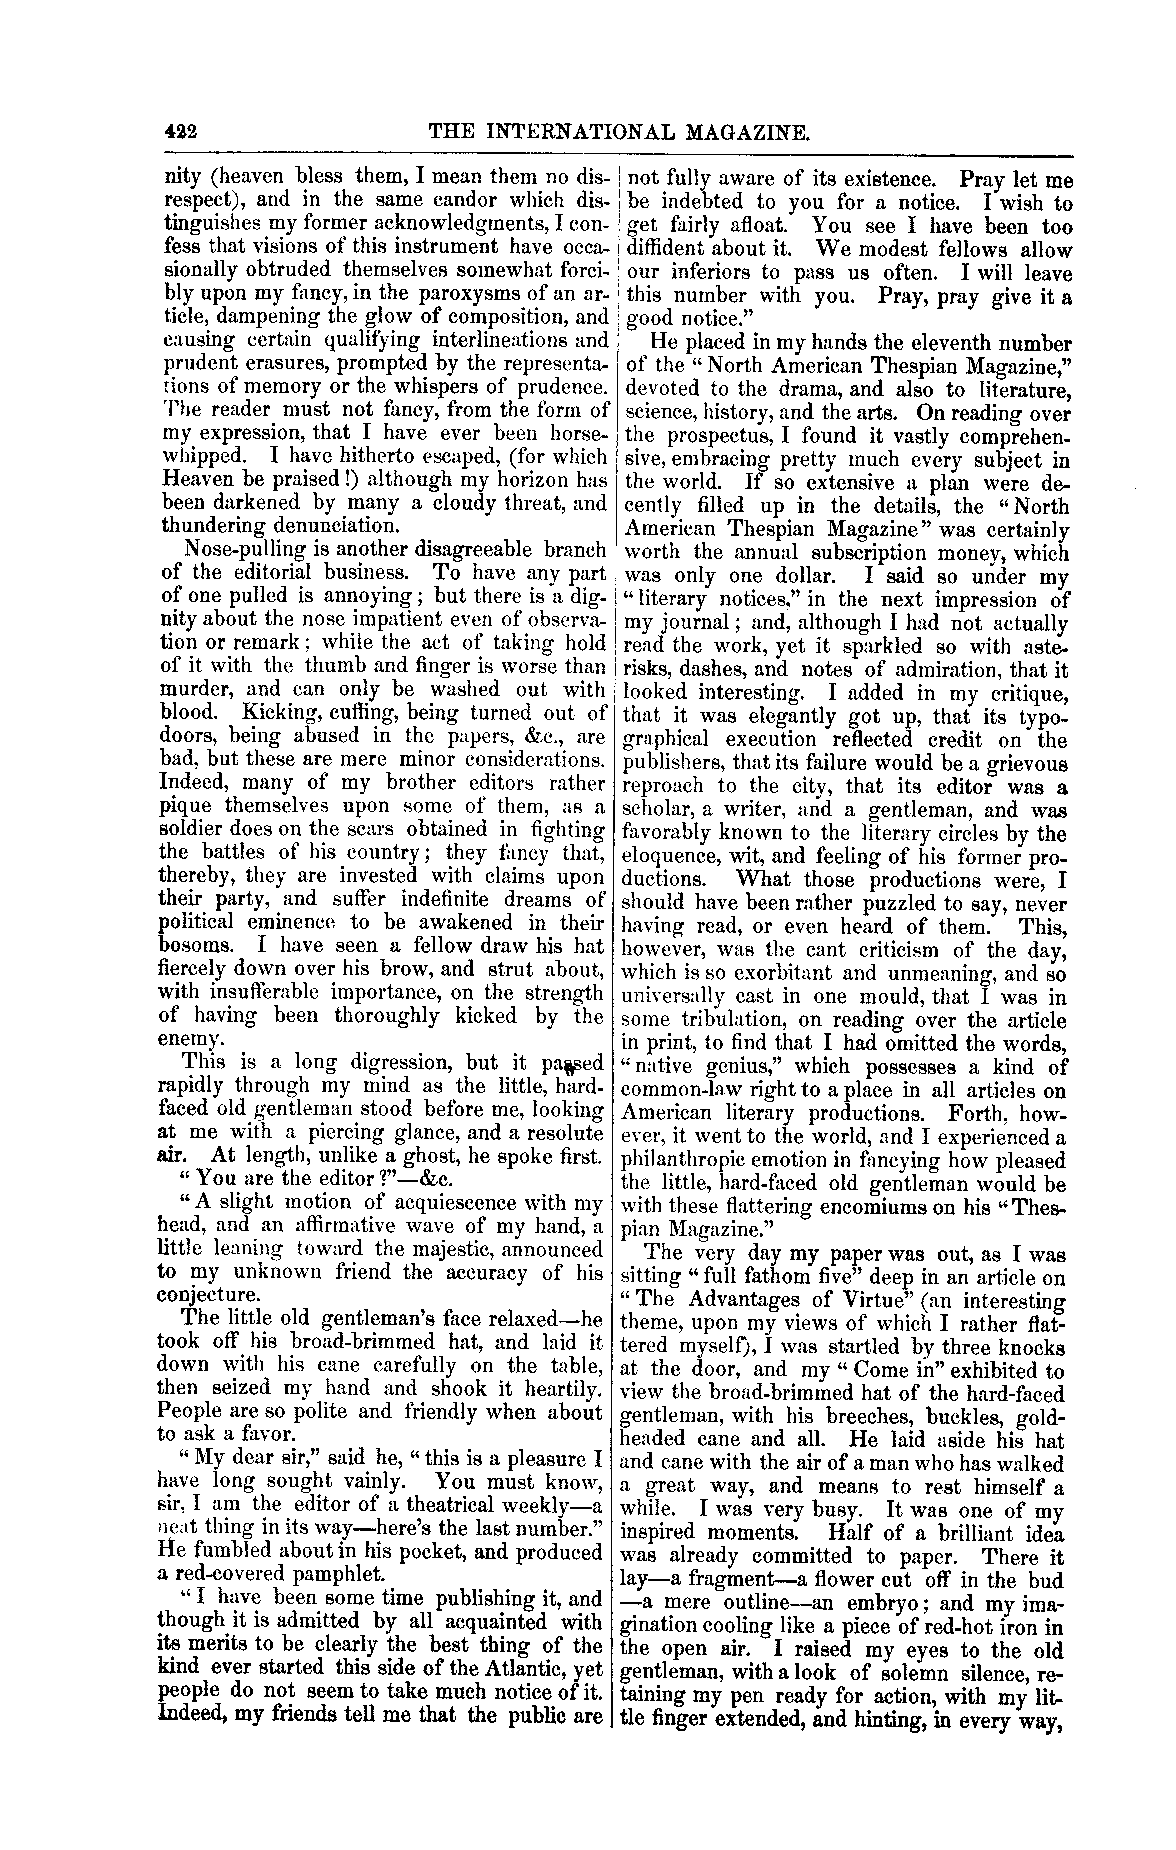 422
THE INTERNATIONAL MAGAZINE.
nity (heaven bless them, I mean them no dis-
respect), and in the same candor which dis-
tinguishes my former acknowledgments, I con-
fess that visions of this instrument have occa-
sionally obtruded themselves somewhat forci-
bly upon my fancy, in the paroxysms of an ar-
ticle, dampening the glow of composition, and
causing certain qualifying interlineations and
prudent erasures, prompted by the representa-
tions of memory or the whispers of prudence.
The reader must not fancy, from the form of
my expression, that I have ever been horse-
whipped. I have hitherto escaped, (for which
Heaven be praised!) although my horizon has
been darkened by many a cloudy threat, and
thundering denunciation.
Nose-pulling is another disagreeable branch
of the editorial business. To have any part
of one pulled is annoying; but there is a dig-
nity about the nose impatient even of observa-
tion or remark; while the act of taking hold
of it with the thumb and finger is worse than
murder, and can only be washed out with
blood. Kicking, cuffing, being turned out of
doors, being abused in the papers, &c., are
bad, but these are mere minor considerations.
Indeed, many of my brother editors rather
pique themselves upon some of them, as a
soldier does on the scars obtained in fighting
the battles of his country; they fancy that,
thereby, they are invested with claims upon
their party, and suffer indefinite dreams of
political eminence to be awakened in their
bosoms. I have seen a fellow draw his hat
fiercely down over his brow, and strut about,
with insufferable importance, on the strength
of having been thoroughly kicked by the
enemy.
This is a long digression, but it passed
rapidly through my mind as the little, hard-
faced old gentleman stood before me, looking
at me with a piercing glance, and a resolute
air. At length, unlike a ghost, he spoke first.
"You are the editor?"—&c.
"A slight motion of acquiescence with my
head, and an affirmative wave of my hand, a
little leaning toward the majestic, announced
to my unknown friend the accuracy of his
conjecture.
The little old gentleman's face relaxed—he
took off his broad-brimmed hat, and laid it
down with his cane carefully on the table,
then seized my hand and shook it heartily.
People are so polite and friendly when about
to ask a favor.
"My dear sir," said he, "this is a pleasure I
have long sought vainly. You must know,
sir, I am the editor of a theatrical weekly—a
neat thing in its way—here's the last number."
He fumbled about in his pocket, and produced
a red-covered pamphlet.
"I have been some time publishing it, and
though it is admitted by all acquainted with
its merits to be clearly the best thing of the
kind ever started this side of the Atlantic, yet
people do not seem to take much notice of it.
Indeed, my friends tell me that the public are
not fully aware of its existence. Pray let me
be indebted to you for a notice. I wish to
get fairly afloat. You see I have been too
diffident about it. We modest fellows allow
our inferiors to pass us often. I will leave
this number with you. Pray, pray give it a
good notice."
He placed in my hands the eleventh number
of the "North American Thespian Magazine,"
devoted to the drama, and also to literature,
science, history, and the arts. On reading over
the prospectus, I found it vastly comprehen-
sive, embracing pretty much every subject in
the world. If so extensive a plan were de-
cently filled up in the details, the "North
American Thespian Magazine" was certainly
worth the annual subscription money, which
was only one dollar. I said so under my
"literary notices," in the next impression of
my journal; and, although I had not actually
read the work, yet it sparkled so with aste-
risks, dashes, and notes of admiration, that it
looked interesting. I added in my critique,
that it was elegantly got up, that its typo-
graphical execution reflected credit on the
publishers, that its failure would be a grievous
reproach to the city, that its editor was a
scholar, a writer, and a gentleman, and was
favorably known to the literary circles by the
eloquence, wit, and feeling of his former pro-
ductions. What those productions were, I
should have been rather puzzled to say, never
having read, or even heard of them. This,
however, was the cant criticism of the day,
which is so exorbitant and unmeaning, and so
universally cast in one mould, that I was in
some tribulation, on reading over the article
in print, to find that I had omitted the words,
"native genius," which possesses a kind of
common-law right to a place in all articles on
American literary productions. Forth, how-
ever, it went to the world, and I experienced a
philanthropic emotion in fancying how pleased
the little, hard-faced old gentleman would be
with these flattering encomiums on his "Thes-
pian Magazine."
The very day my paper was out, as I was
sitting "full fathom five" deep in an article on
"The Advantages of Virtue" (an interesting
theme, upon my views of which I rather flat-
tered myself), I was startled by three knocks
at the door, and my "Come in" exhibited to
view the broad-brimmed hat of the hard-faced
gentleman, with his breeches, buckles, gold-
headed cane and all. He laid aside his hat
and cane with the air of a man who has walked
a great way, and means to rest himself a
while. I was very busy. It was one of my
inspired moments. Half of a brilliant idea
was already committed to paper. There it
lay—a fragment—a flower cut off in the bud
—a mere outline—an embryo; and my ima-
gination cooling like a piece of red-hot iron in
the open air. I raised my eyes to the old
gentleman, with a look of solemn silence, re-
taining my pen ready for action, with my lit-
tle finger extended, and hinting, in every way,